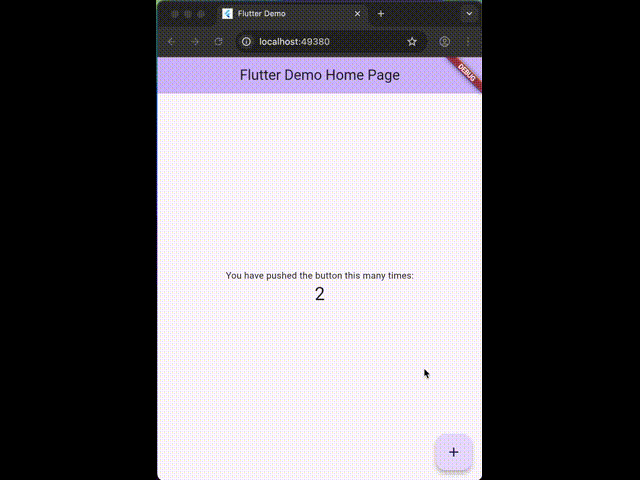 Flutter Demo
localhost:49380
Flutter Demo Home Page
DEBUG
You have pushed the button this many times:
2
+